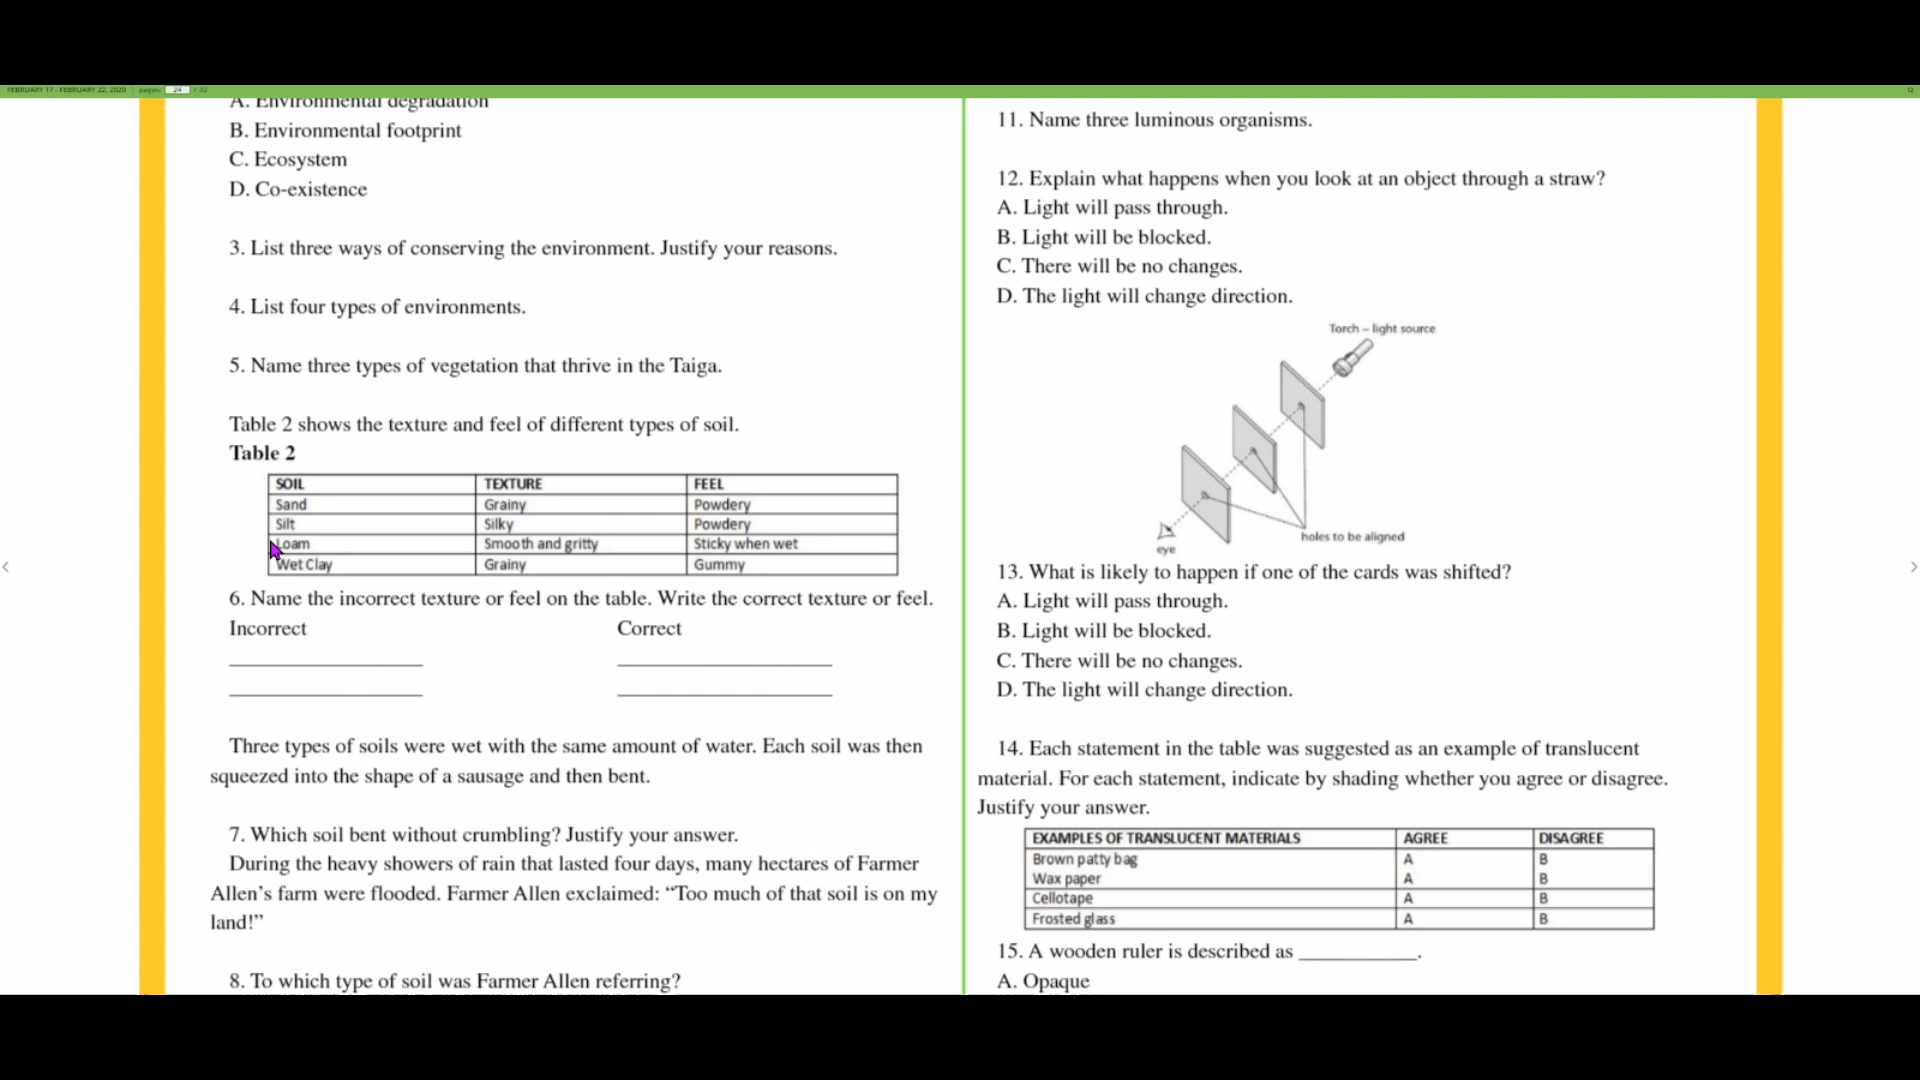 FEBRUARY 17 - FEBRUARY 22, 2020 | pages: 24 / 32
A. Environmental degradation
B. Environmental footprint
C. Ecosystem
D. Co-existence
3. List three ways of conserving the environment. Justify your reasons.
4. List four types of environments.
5. Name three types of vegetation that thrive in the Taiga.
Table 2 shows the texture and feel of different types of soil.
Table 2
SOIL TEXTURE FEEL
Sand Grainy Powdery
Silt Silky Powdery
Loam Smooth and gritty Sticky when wet
Wet Clay Grainy Gummy
6. Name the incorrect texture or feel on the table. Write the correct texture or feel.
Incorrect Correct
Three types of soils were wet with the same amount of water. Each soil was then
squeezed into the shape of a sausage and then bent.
7. Which soil bent without crumbling? Justify your answer.
During the heavy showers of rain that lasted four days, many hectares of Farmer
Allen’s farm were flooded. Farmer Allen exclaimed: “Too much of that soil is on my
land!”
8. To which type of soil was Farmer Allen referring?
11. Name three luminous organisms.
12. Explain what happens when you look at an object through a straw?
A. Light will pass through.
B. Light will be blocked.
C. There will be no changes.
D. The light will change direction.
Torch – light source
holes to be aligned
eye
13. What is likely to happen if one of the cards was shifted?
A. Light will pass through.
B. Light will be blocked.
C. There will be no changes.
D. The light will change direction.
14. Each statement in the table was suggested as an example of translucent
material. For each statement, indicate by shading whether you agree or disagree.
Justify your answer.
EXAMPLES OF TRANSLUCENT MATERIALS AGREE DISAGREE
Brown patty bag A B
Wax paper A B
Cellotape A B
Frosted glass A B
15. A wooden ruler is described as ___________.
A. Opaque